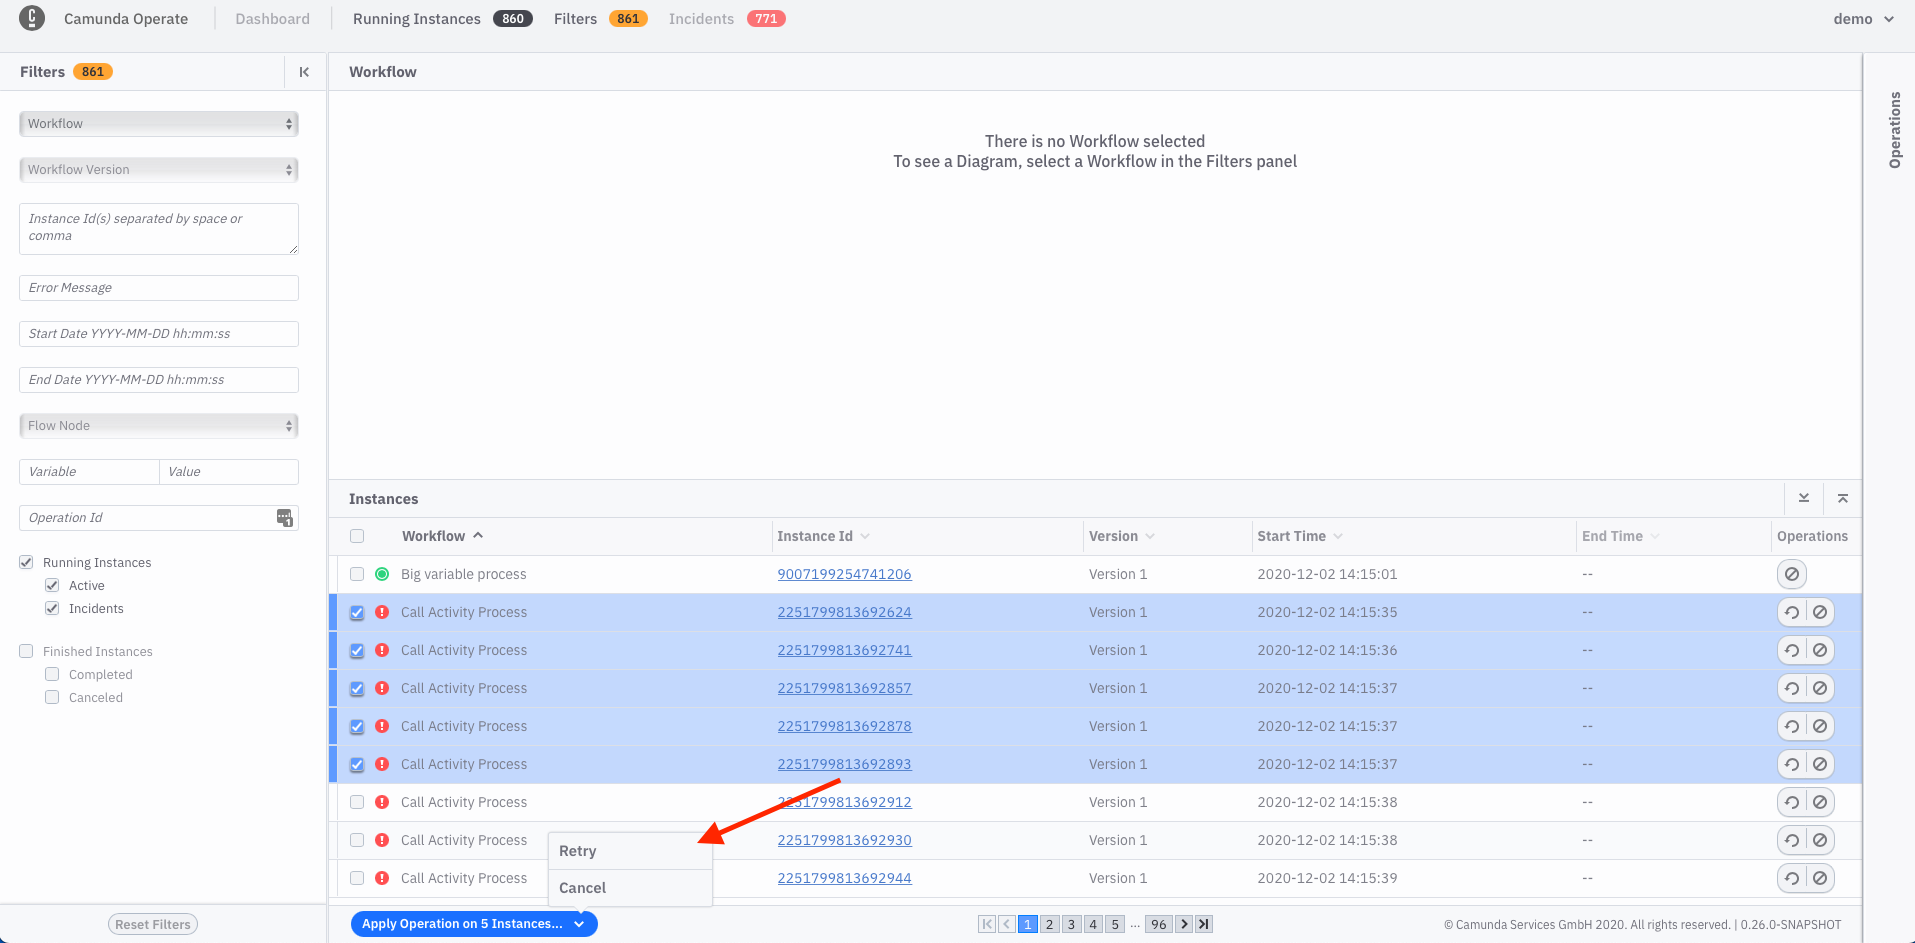 Camunda Operate Dashboard Running Instances 860 Filters 861 Incidents 771 demo
Filters 861
Workflow
Workflow Version
Instance Id(s) separated by space or
comma
Error Message
Start Date YYYY-MM-DD hh:mm:ss
End Date YYYY-MM-DD hh:mm:ss
Flow Node
Variable Value
Operation Id
1
Running Instances
Active
Incidents
Finished Instances
Completed
Canceled
Reset Filters
Workflow
There is no Workflow selected
To see a Diagram, select a Workflow in the Filters panel
Operations
Instances
Workflow Instance Id Version Start Time End Time Operations
Big variable process 9007199254741206 Version 1 2020-12-02 14:15:01 --
Call Activity Process 2251799813692624 Version 1 2020-12-02 14:15:35 --
Call Activity Process 2251799813692741 Version 1 2020-12-02 14:15:36 --
Call Activity Process 2251799813692857 Version 1 2020-12-02 14:15:37 --
Call Activity Process 2251799813692878 Version 1 2020-12-02 14:15:37 --
Call Activity Process 2251799813692893 Version 1 2020-12-02 14:15:37 --
Call Activity Process 2251799813692912 Version 1 2020-12-02 14:15:38 --
Call Activity Process 2251799813692930 Version 1 2020-12-02 14:15:38 --
Call Activity Process 2251799813692944 Version 1 2020-12-02 14:15:39 --
Retry
Cancel
Apply Operation on 5 Instances... 1 2 3 4 5 ... 96 © Camunda Services GmbH 2020. All rights reserved. | 0.26.0-SNAPSHOT